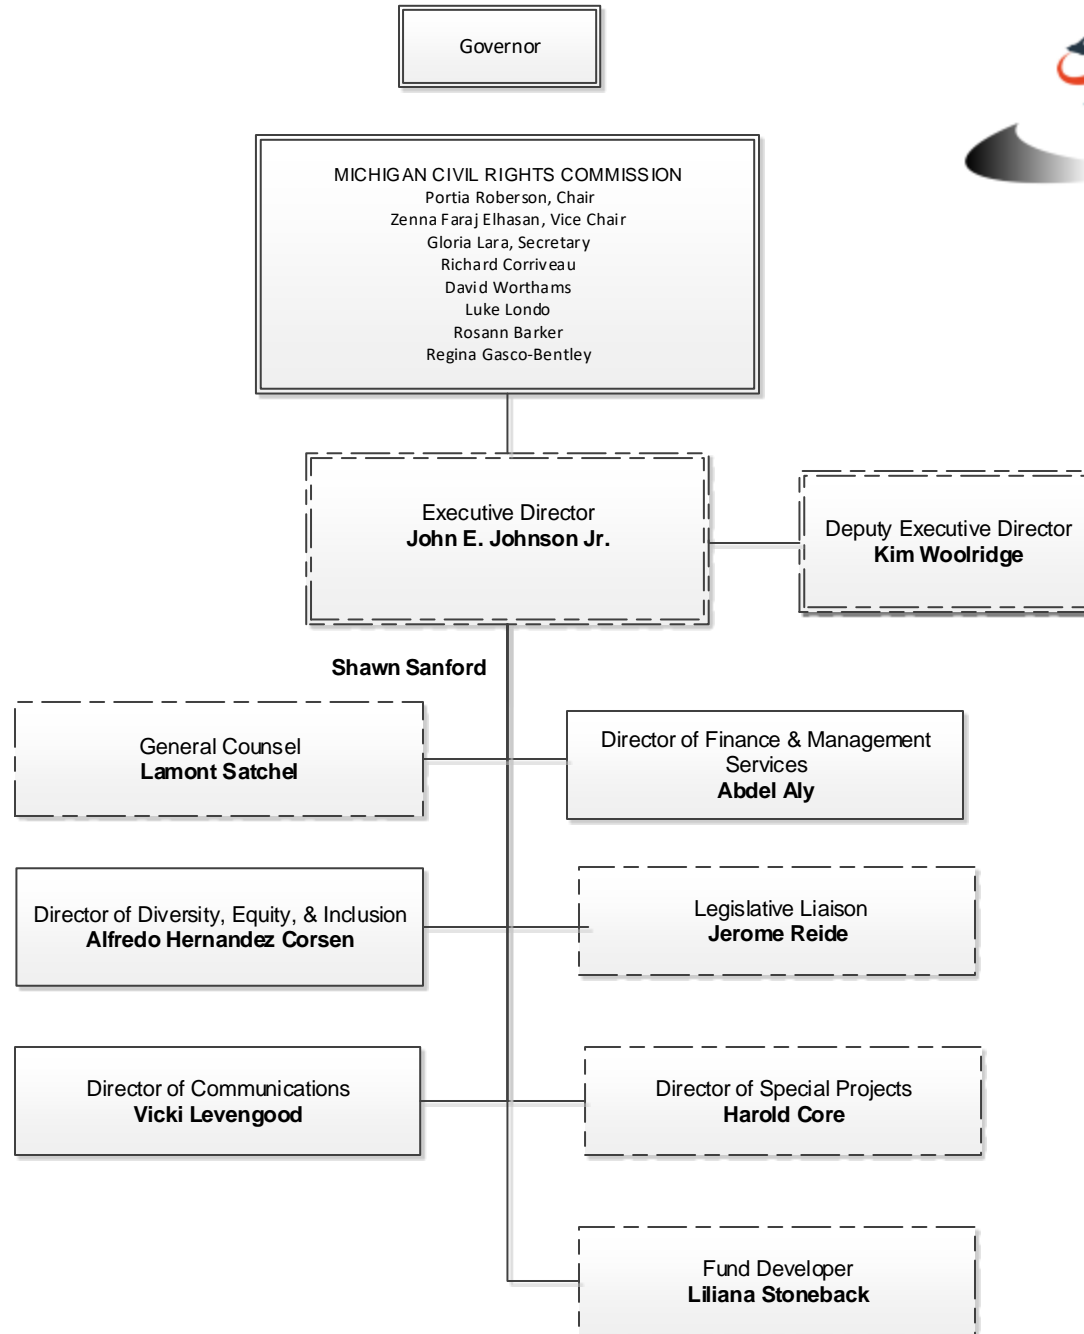 Governor
MICHIGAN CIVIL RIGHTS COMMISSION
Portia Roberson, Chair
Zenna Faraj Elhasan, Vice Chair
Gloria Lara, Secretary
Richard Corriveau
David Worthams
Luke Londo
Rosann Barker
Regina Gasco-Bentley
Executive Director
John E. Johnson Jr.
Deputy Executive Director
Kim Woolridge
Shawn Sanford
General Counsel
Lamont Satchel
Director of Finance & Management
Services
Abdel Aly
Director of Diversity, Equity, & Inclusion
Alfredo Hernandez Corsen
Legislative Liaison
Jerome Reide
Director of Communications
Vicki Levengood
Director of Special Projects
Harold Core
Fund Developer
Liliana Stoneback